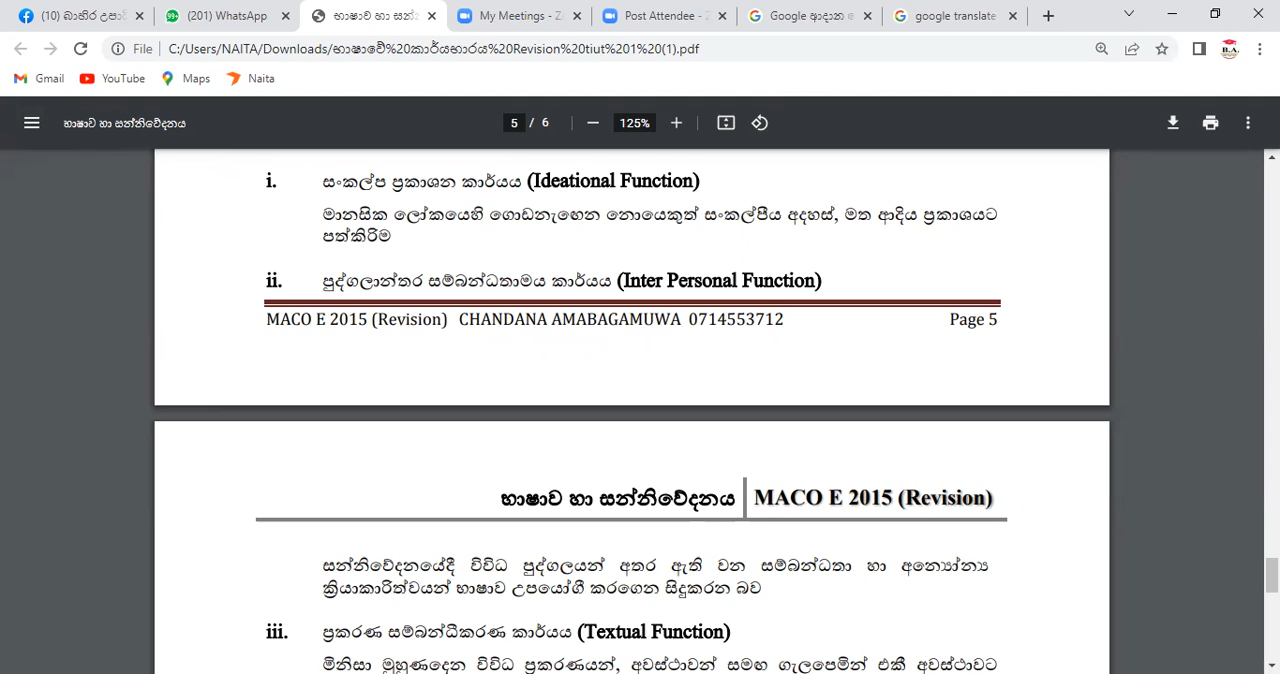 (10) බාහිර උපාධි
(201) WhatsApp
භාෂාව හා සන්
My Meetings - Z
Post Attendee - Z
Google ආදාන
google translate
File
C:/Users/NAITA/Downloads/භාෂාවේ%20කාර්යභාරය%20Revision%20tiut%201%20(1).pdf
Gmail
YouTube
Maps
Naita
භාෂාව හා සන්නිවේදනය
5 / 6
125%
i. සංකල්ප ප්‍රකාශන කාර්යය (Ideational Function)
මානසික ලෝකයෙහි ගොඩනැඟෙන නොයෙකුත් සංකල්පීය අදහස්, මත ආදිය ප්‍රකාශයට
පත්කිරිම
ii. පුද්ගලාන්තර සම්බන්ධතාමය කාර්යය (Inter Personal Function)
MACO E 2015 (Revision) CHANDANA AMABAGAMUWA 0714553712 Page 5
භාෂාව හා සන්නිවේදනය MACO E 2015 (Revision)
සන්නිවේදනයේදී විවිධ පුද්ගලයන් අතර ඇති වන සම්බන්ධතා හා අන්‍යෝන්‍ය
ක්‍රියාකාරිත්වයන් භාෂාව උපයෝගී කරගෙන සිදුකරන බව
iii. ප්‍රකරණ සම්බන්ධීකරණ කාර්යය (Textual Function)
මිනිසා මුහුණදෙන විවිධ ප්‍රකරණයන්, අවස්ථාවන් සමඟ ගැලපෙමින් එකී අවස්ථාවට